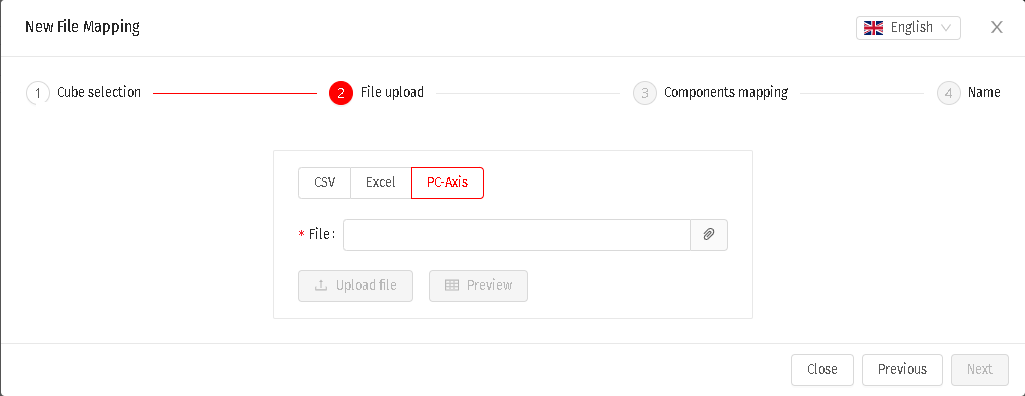 New File Mapping
English
1 Cube selection
2 File upload
3 Components mapping
4 Name
CSV Excel PC-Axis
* File:
Upload file Preview
Close Previous Next